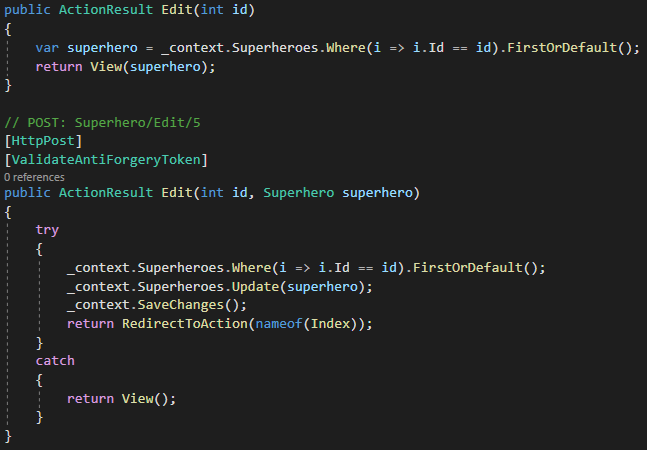 public ActionResult Edit(int id)
{
    var superhero = _context.Superheroes.Where(i => i.Id == id).FirstOrDefault();
    return View(superhero);
}

// POST: Superhero/Edit/5
[HttpPost]
[ValidateAntiForgeryToken]
0 references
public ActionResult Edit(int id, Superhero superhero)
{
    try
    {
        _context.Superheroes.Where(i => i.Id == id).FirstOrDefault();
        _context.Superheroes.Update(superhero);
        _context.SaveChanges();
        return RedirectToAction(nameof(Index));
    }
    catch
    {
        return View();
    }
}